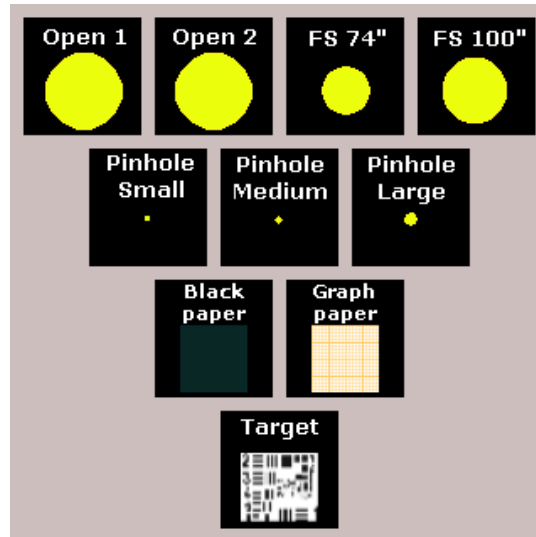 Open 1 Open 2 FS 74" FS 100"
Pinhole Small Pinhole Medium Pinhole Large
Black paper Graph paper
Target